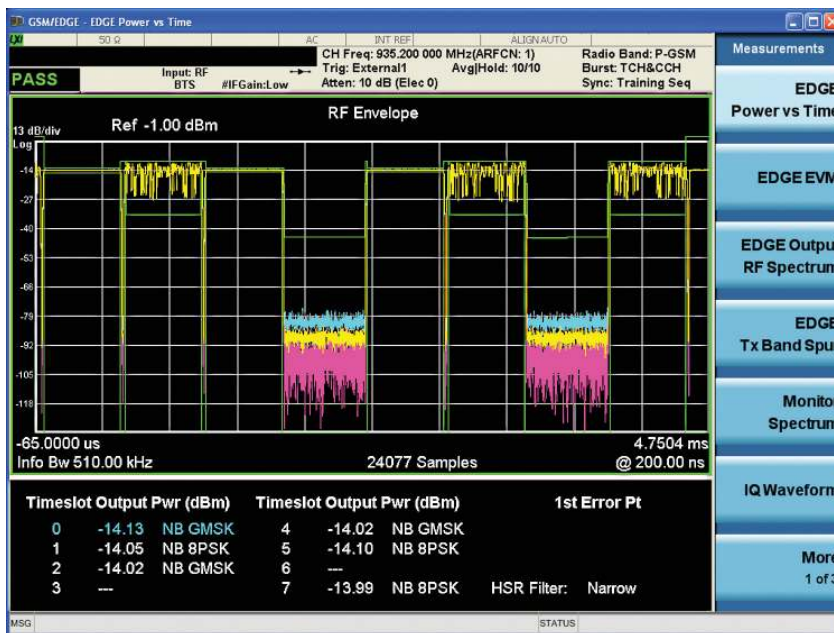 GSM/EDGE - EDGE Power vs Time
LXI 50 Ω AC INT REF ALIGNAUTO
PASS
Input: RF
BTS #IFGain:Low
CH Freq: 935.200 000 MHz(ARFCN: 1) Radio Band: P-GSM
Trig: External1 Avg|Hold: 10/10 Burst: TCH&CCH
Atten: 10 dB (Elec 0) Sync: Training Seq
RF Envelope
13 dB/div Ref -1.00 dBm
Log
-14
-27
-40
-53
-66
-79
-92
-105
-118
-65.0000 us 4.7504 ms
Info Bw 510.00 kHz 24077 Samples @ 200.00 ns
Timeslot Output Pwr (dBm) Timeslot Output Pwr (dBm) 1st Error Pt
0 -14.13 NB GMSK 4 -14.02 NB GMSK
1 -14.05 NB 8PSK 5 -14.10 NB 8PSK
2 -14.02 NB GMSK 6 ---
3 --- 7 -13.99 NB 8PSK HSR Filter: Narrow
MSG STATUS
Measurements
EDGE
Power vs Time
EDGE EVM
EDGE Output
RF Spectrum
EDGE
Tx Band Spur
Monitor
Spectrum
IQ Waveform
More
1 of 3